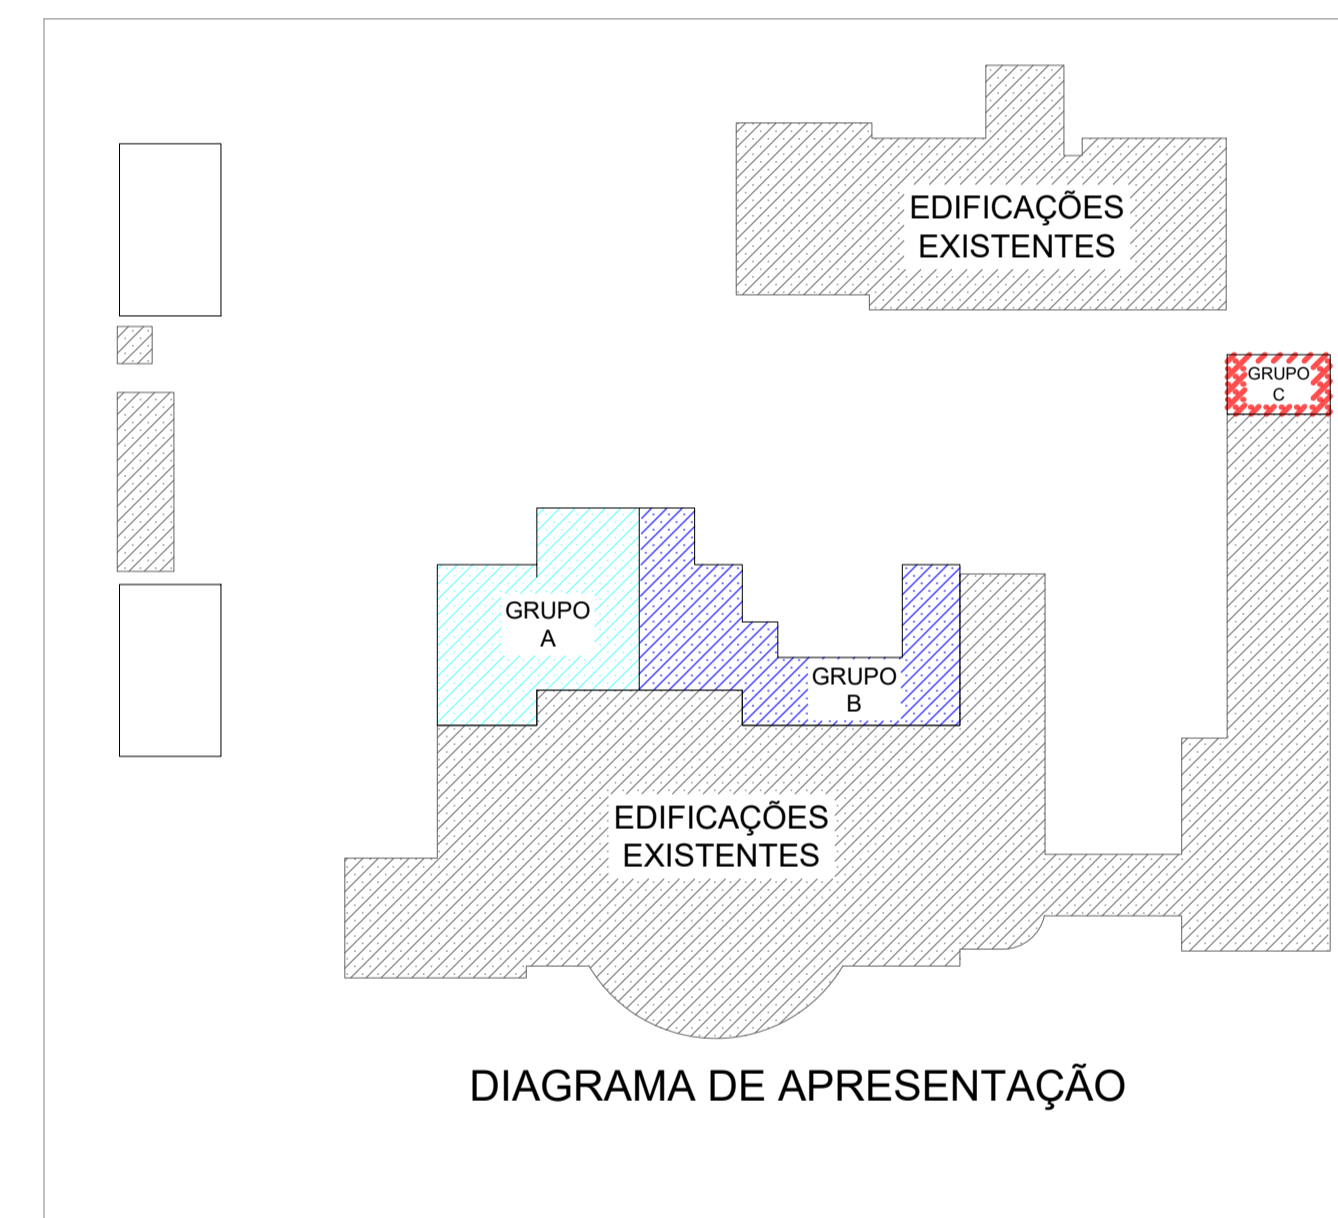 EDIFICAÇÕES
EXISTENTES
GRUPO
C
GRUPO
A
GRUPO
B
EDIFICAÇÕES
EXISTENTES
DIAGRAMA DE APRESENTAÇÃO